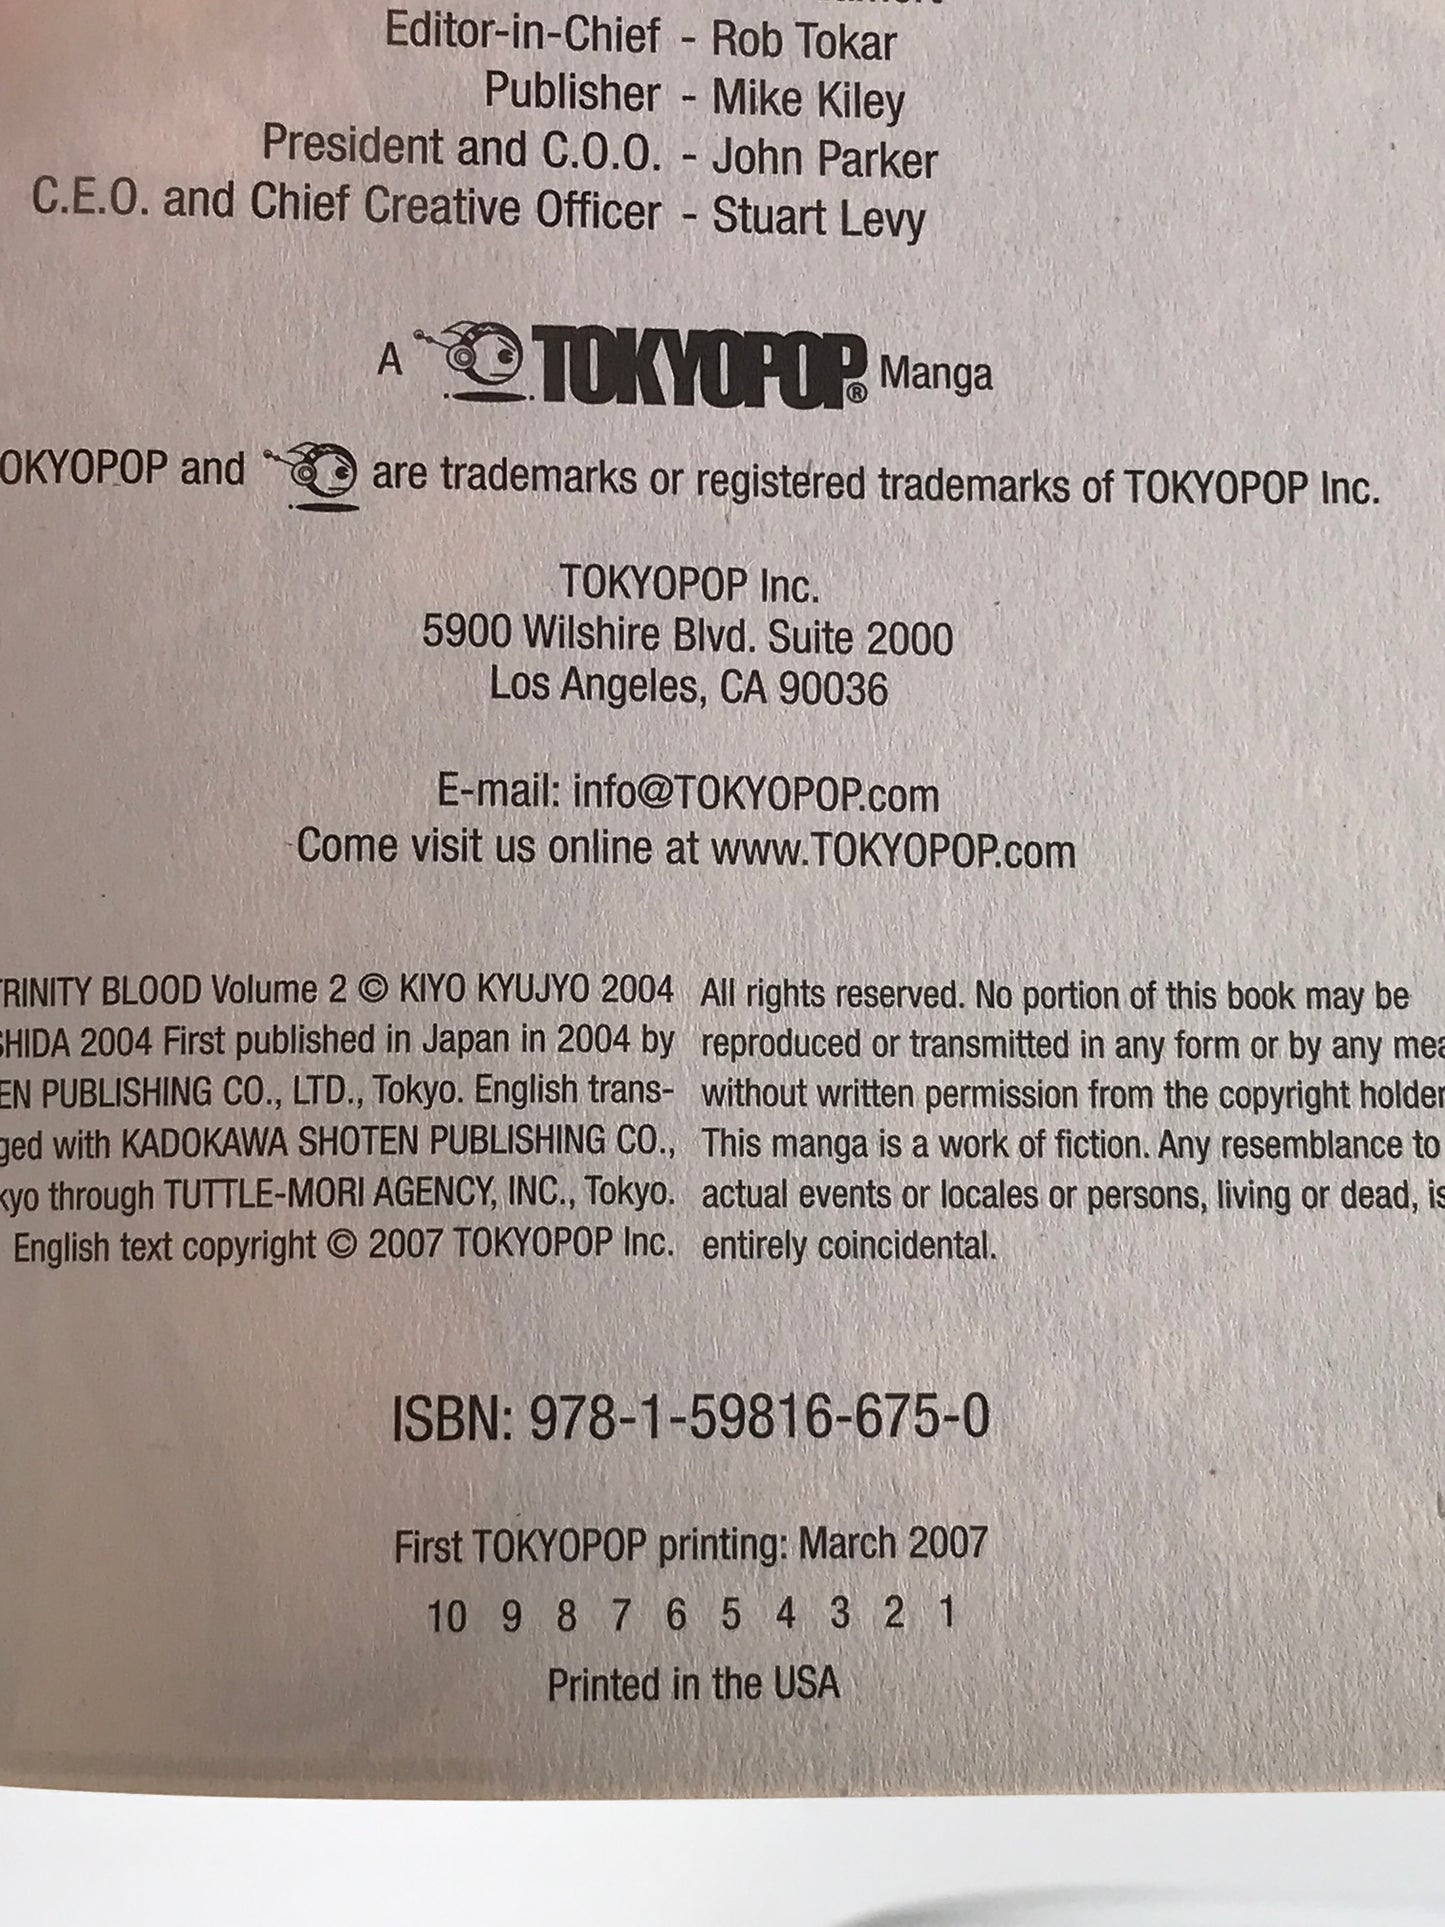 Editor-in-Chief - Rob Tokar
Publisher - Mike Kiley
President and C.O.O. - John Parker
C.E.O. and Chief Creative Officer - Stuart Levy
A TOKYOPOP® Manga
OKYOPOP and are trademarks or registered trademarks of TOKYOPOP Inc.
TOKYOPOP Inc.
5900 Wilshire Blvd. Suite 2000
Los Angeles, CA 90036
E-mail: info@TOKYOPOP.com
Come visit us online at www.TOKYOPOP.com
RINITY BLOOD Volume 2 © KIYO KYUJYO 2004
SHIDA 2004 First published in Japan in 2004 by
EN PUBLISHING CO., LTD., Tokyo. English trans-
ged with KADOKAWA SHOTEN PUBLISHING CO.,
kyo through TUTTLE-MORI AGENCY, INC., Tokyo.
English text copyright © 2007 TOKYOPOP Inc.
All rights reserved. No portion of this book may be
reproduced or transmitted in any form or by any mea
without written permission from the copyright holder
This manga is a work of fiction. Any resemblance to
actual events or locales or persons, living or dead, is
entirely coincidental.
ISBN: 978-1-59816-675-0
First TOKYOPOP printing: March 2007
10 9 8 7 6 5 4 3 2 1
Printed in the USA